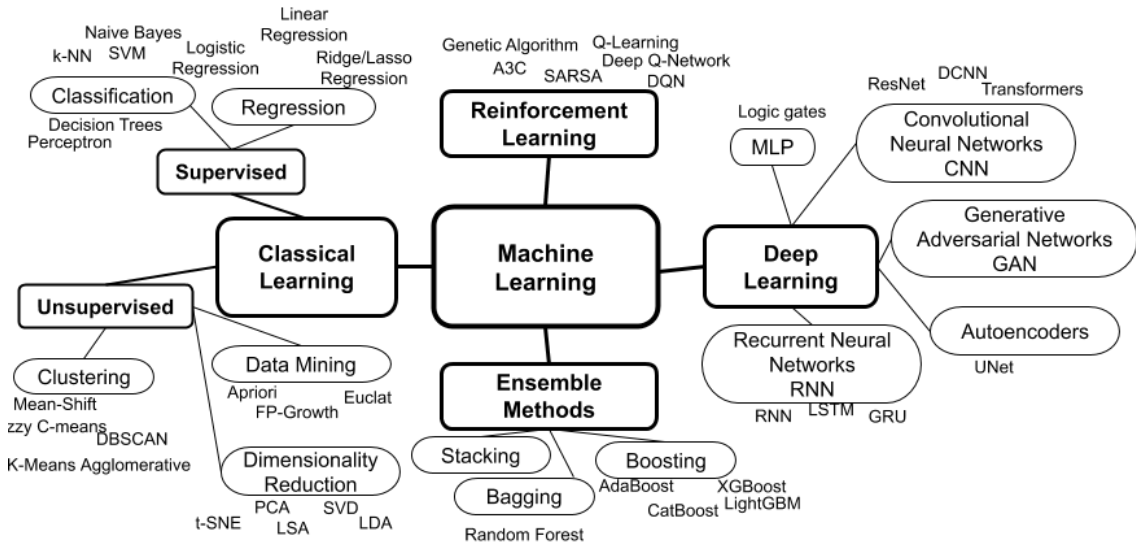 Naive Bayes
k-NN
SVM
Linear
Regression
Logistic
Regression
Ridge/Lasso
Regression
Classification
Regression
Decision Trees
Perceptron
Supervised
Genetic Algorithm
Q-Learning
A3C
Deep Q-Network
SARSA
DQN
Reinforcement
Learning
ResNet
DCNN
Transformers
Logic gates
MLP
Convolutional
Neural Networks
CNN
Classical
Learning
Machine
Learning
Deep
Learning
Generative
Adversarial Networks
GAN
Unsupervised
Clustering
Mean-Shift
zzy C-means
DBSCAN
K-Means Agglomerative
Data Mining
Apriori
Euclat
FP-Growth
Dimensionality
Reduction
PCA
SVD
t-SNE
LSA
LDA
Ensemble
Methods
Stacking
Bagging
Random Forest
Boosting
AdaBoost
XGBoost
CatBoost
LightGBM
Recurrent Neural
Networks
RNN
RNN
LSTM
GRU
Autoencoders
UNet